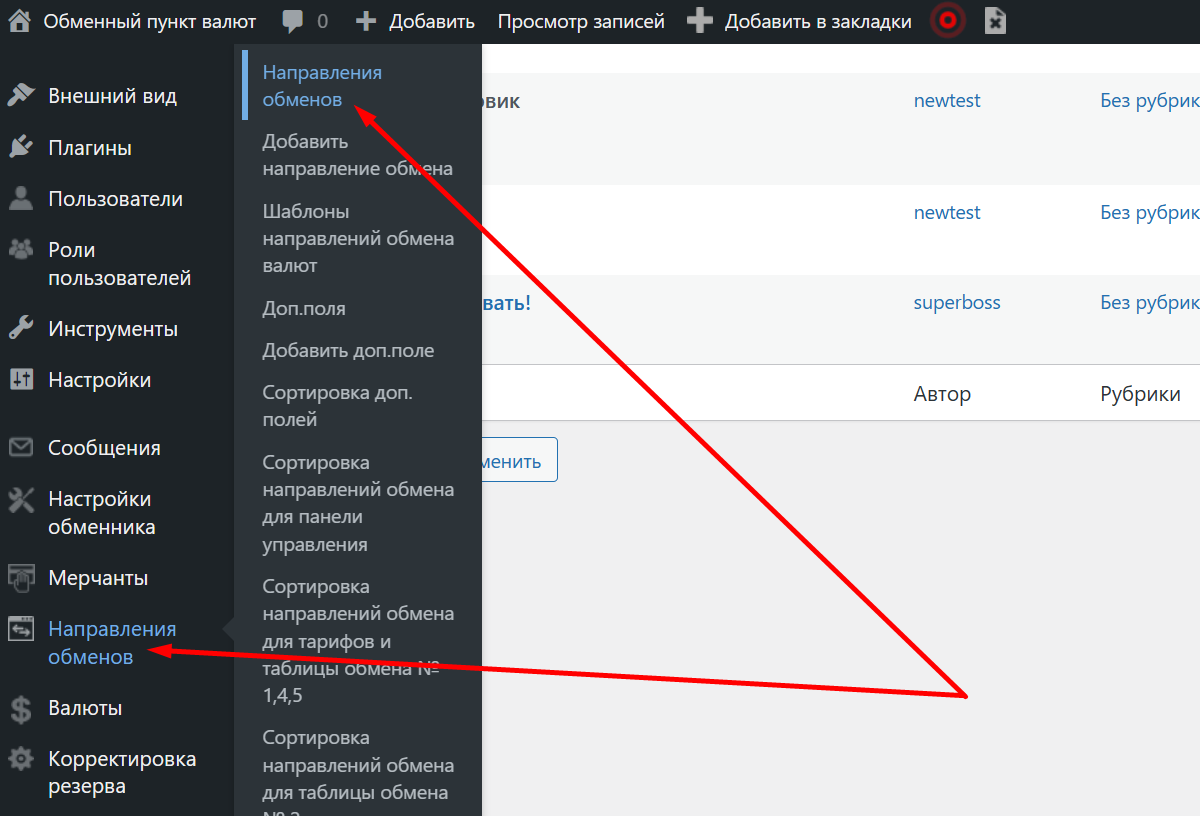 Обменный пункт валют 0 Добавить Просмотр записей Добавить в закладки
Внешний вид
Плагины
Пользователи
Роли
пользователей
Инструменты
Настройки
Сообщения
Настройки
обменника
Мерчанты
Направления
обменов
Валюты
Корректировка
резерва
Направления
обменов
Добавить
направление обмена
Шаблоны
направлений обмена
валют
Доп.поля
Добавить доп.поле
Сортировка доп.
полей
Сортировка
направлений обмена
для панели
управления
Сортировка
направлений обмена
для тарифов и
таблицы обмена №
1,4,5
Сортировка
направлений обмена
для таблицы обмена
newtest Без рубрик
newtest Без рубрик
вать! superboss Без рубрик
Автор Рубрики